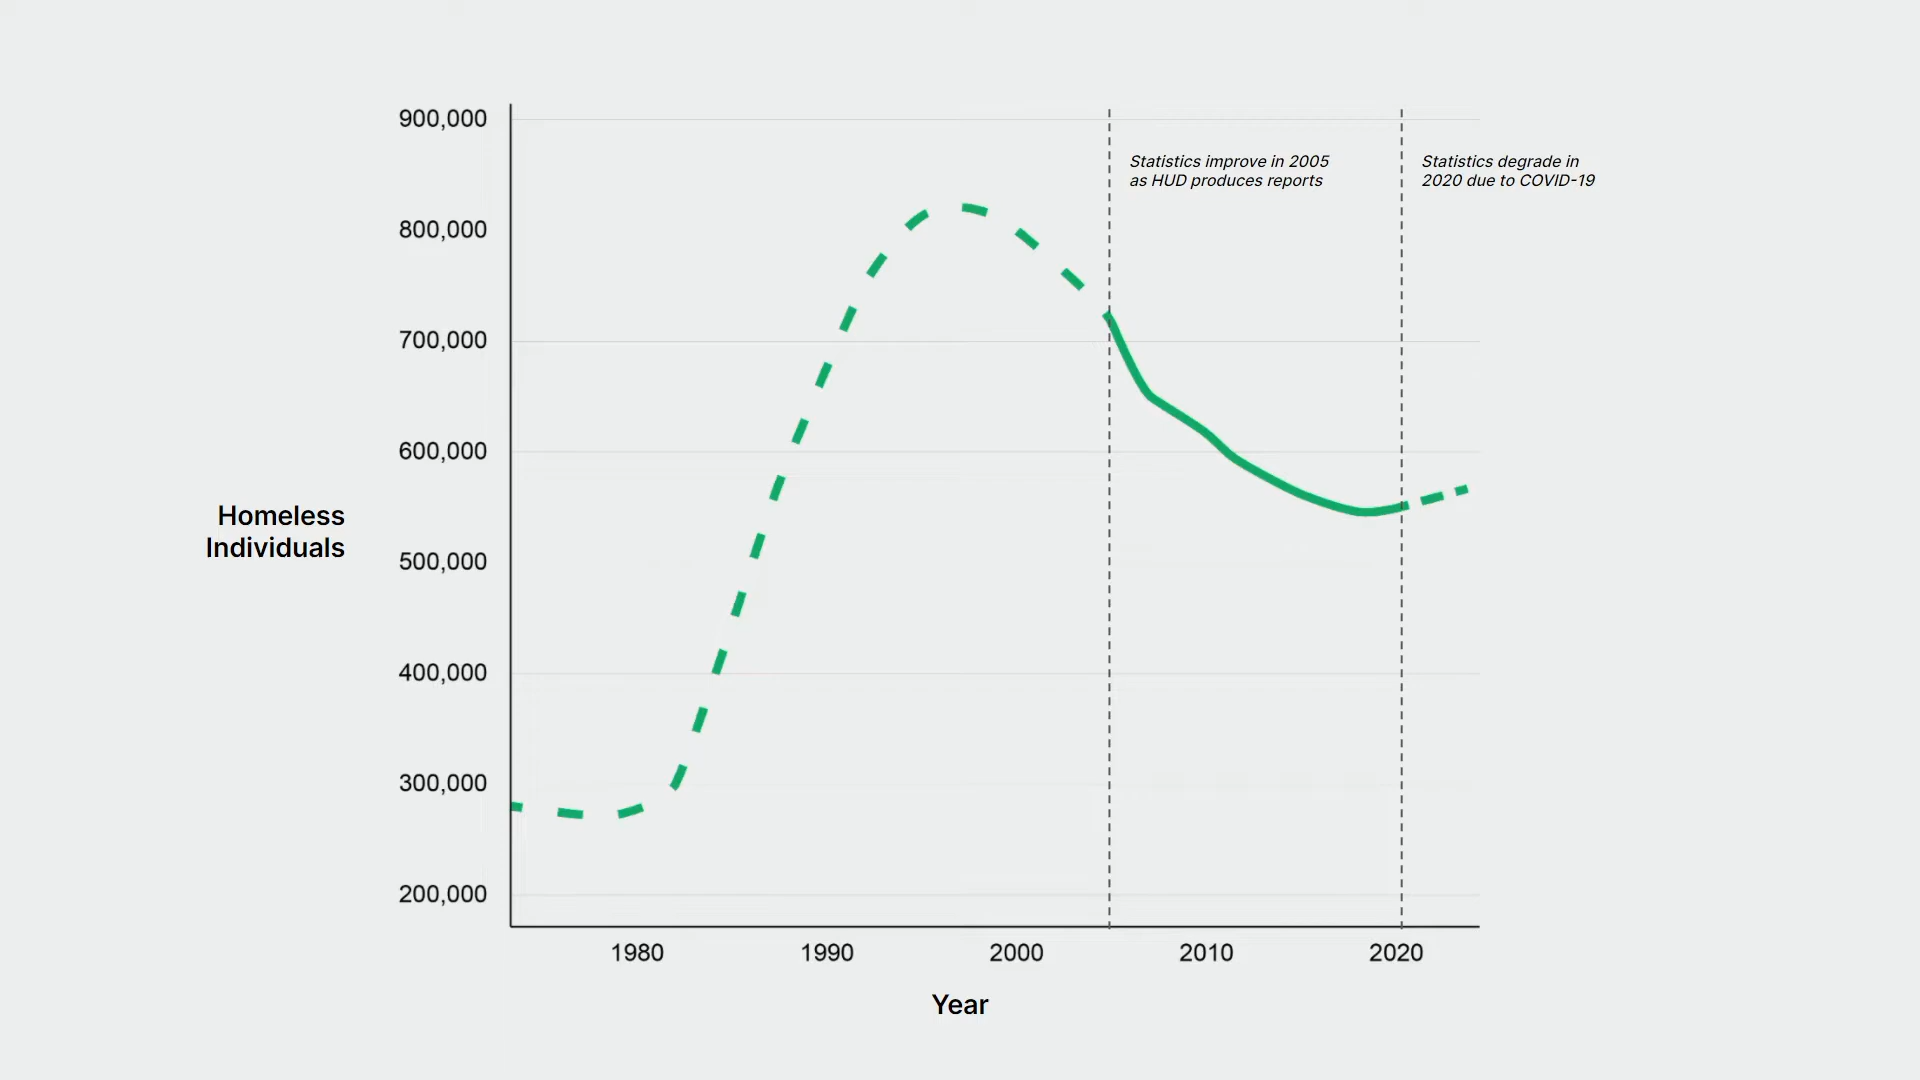 900,000
Statistics improve in 2005
as HUD produces reports
Statistics degrade in
2020 due to COVID-19
800,000
700,000
600,000
Homeless
Individuals
500,000
400,000
300,000
200,000
1980
1990
2000
2010
2020
Year